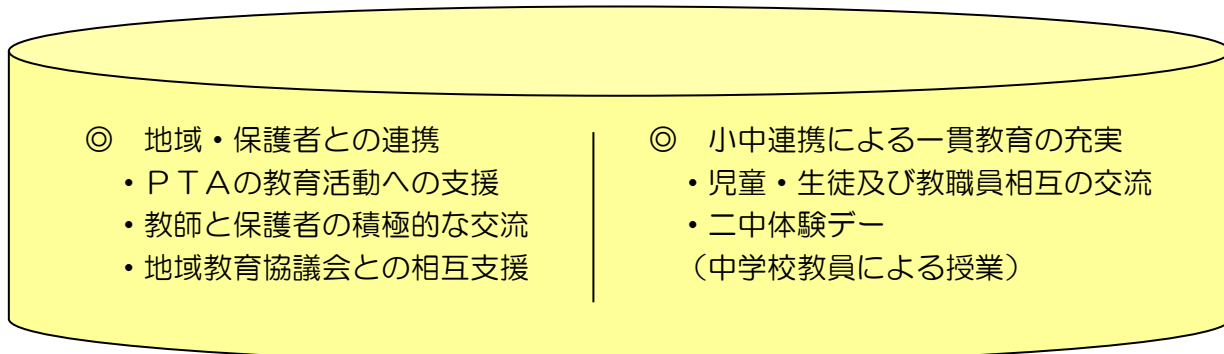 ◎　地域・保護者との連携
・ＰＴＡの教育活動への支援
・教師と保護者の積極的な交流
・地域教育協議会との相互支援
◎　小中連携による一貫教育の充実
・児童・生徒及び教職員相互の交流
・二中体験デー
（中学校教員による授業）